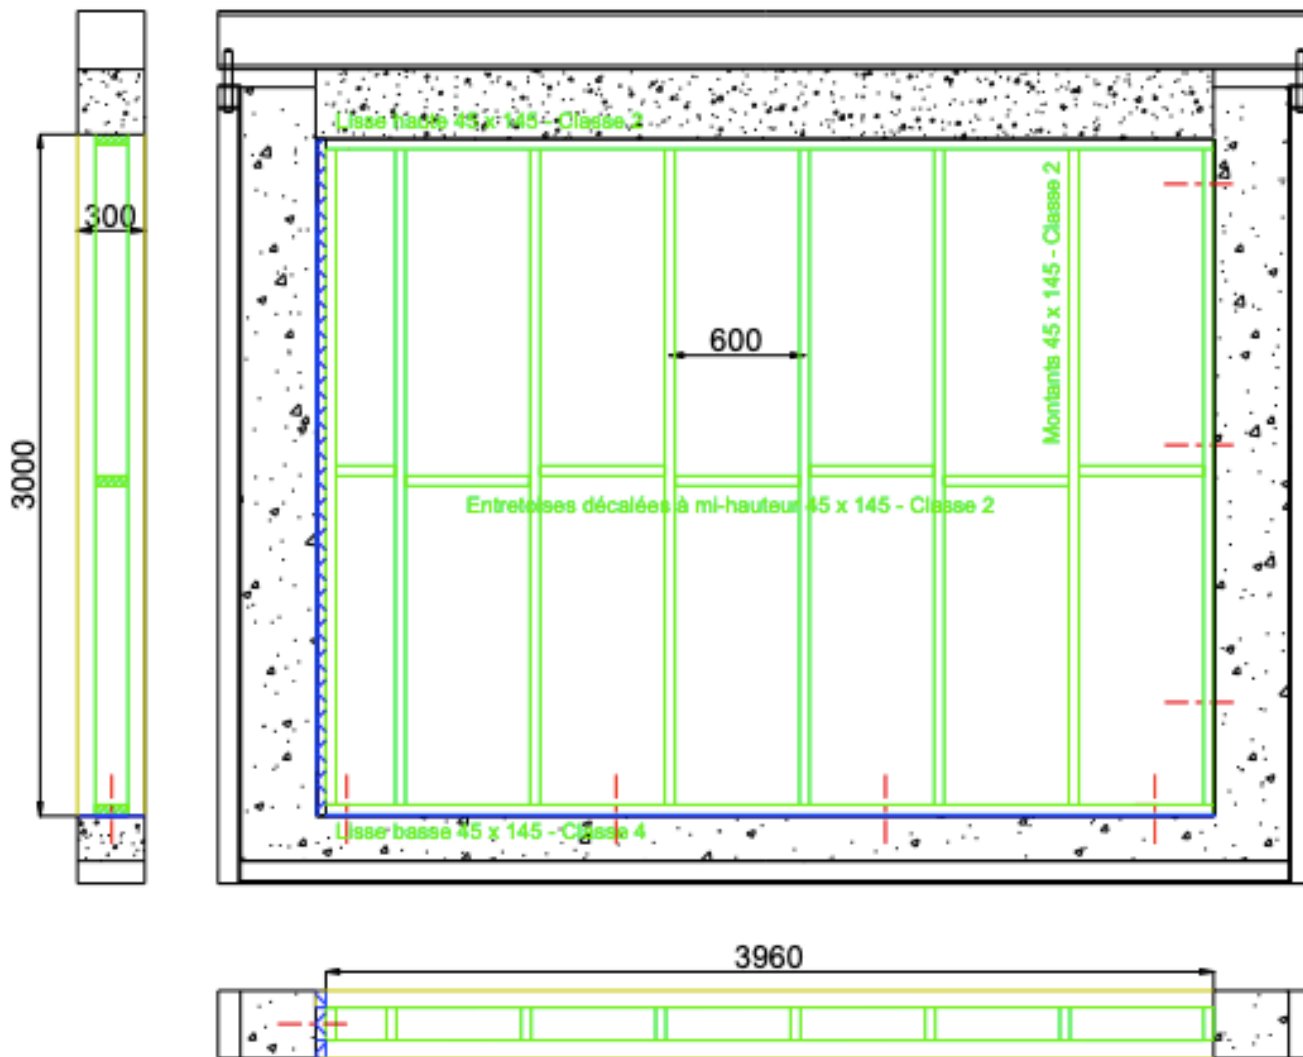 Lisse haute 45 x 145 - Classe 2
300
Montants 45 x 145 - Classe 2
600
3000
Entretoises décalées à mi-hauteur 45 x 145 - Classe 2
Lisse basse 45 x 145 - Classe 4
3960